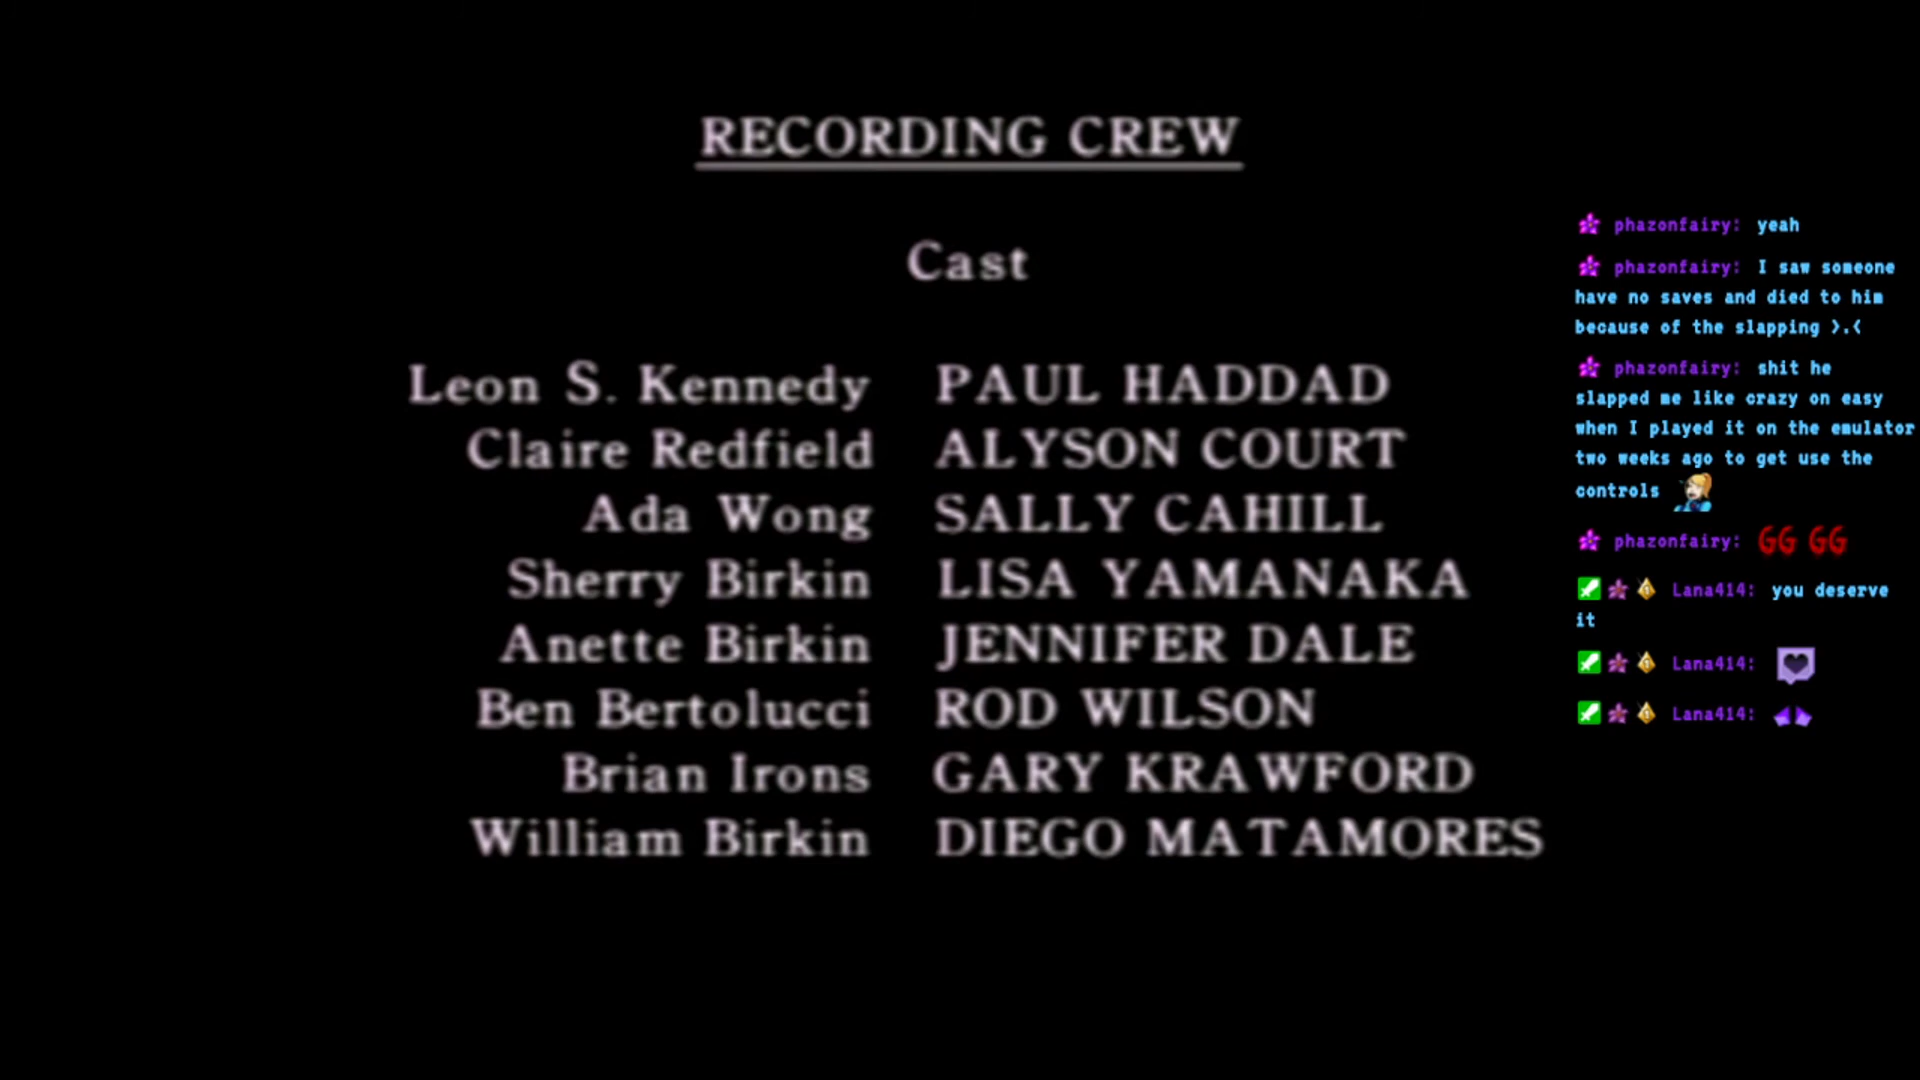 RECORDING CREW
Cast
Leon S. Kennedy PAUL HADDAD
Claire Redfield ALYSON COURT
Ada Wong SALLY CAHILL
Sherry Birkin LISA YAMANAKA
Anette Birkin JENNIFER DALE
Ben Bertolucci ROD WILSON
Brian Irons GARY KRAWFORD
William Birkin DIEGO MATAMORES
phazonfairy: yeah
phazonfairy: I saw someone
have no saves and died to him
because of the slapping >.<
phazonfairy: shit he
slapped me like crazy on easy
when I played it on the emulator
two weeks ago to get use the
controls
phazonfairy: GG GG
Lana414: you deserve
it
Lana414:
Lana414: